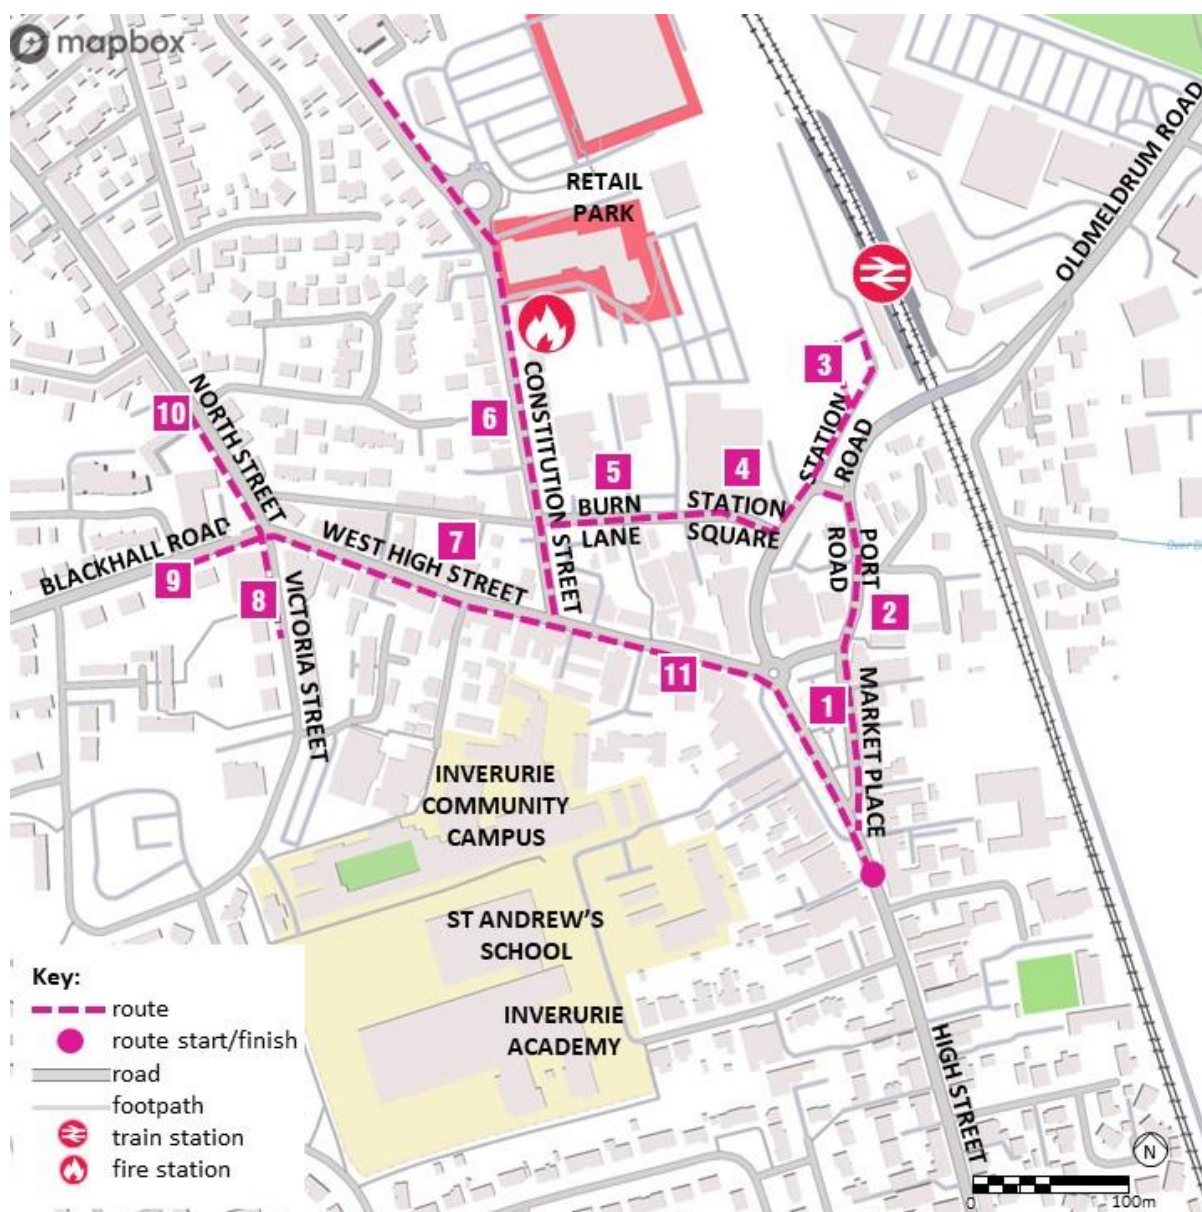 mapbox
RETAIL
PARK
OLDMELDRUM ROAD
3
NORTH STREET
10
6
CONSTITUTION STREET
STATION
ROAD
5
4
BURN
LANE
STATION
SQUARE
PORT
ROAD
BLACKHALL ROAD
WEST HIGH STREET
7
9
8
VICTORIA STREET
2
11
1
MARKET PLACE
INVERURIE
COMMUNITY
CAMPUS
ST ANDREW'S
SCHOOL
INVERURIE
ACADEMY
HIGH STREET
Key:
route
route start/finish
road
footpath
train station
fire station
N
0 100m